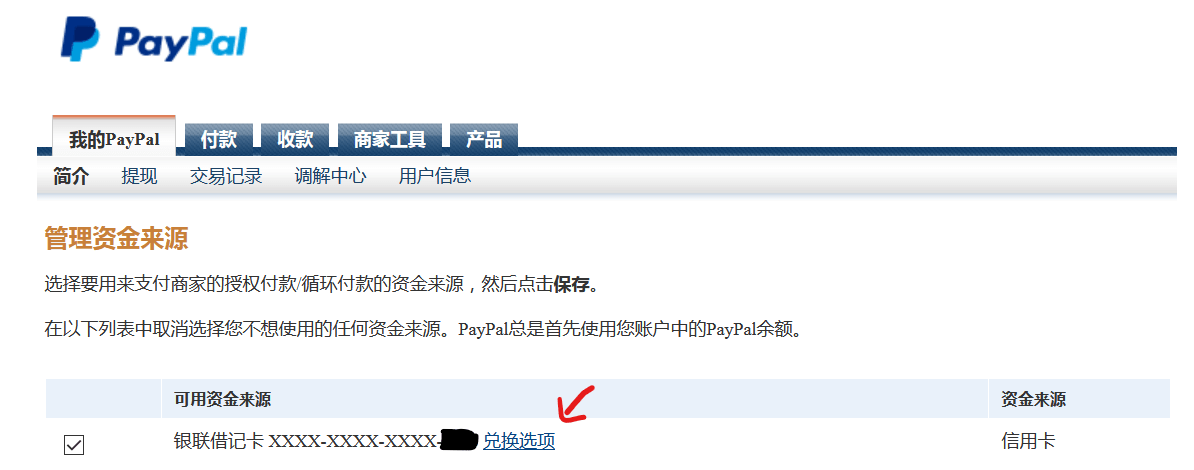 PayPal
我的PayPal 付款 收款 商家工具 产品
简介 提现 交易记录 调解中心 用户信息
管理资金来源
选择要用来支付商家的授权付款/循环付款的资金来源，然后点击保存。
在以下列表中取消选择您不想使用的任何资金来源。PayPal总是首先使用您账户中的PayPal余额。
可用资金来源 资金来源
银联借记卡 XXXX-XXXX-XXXX- 兑换选项 信用卡